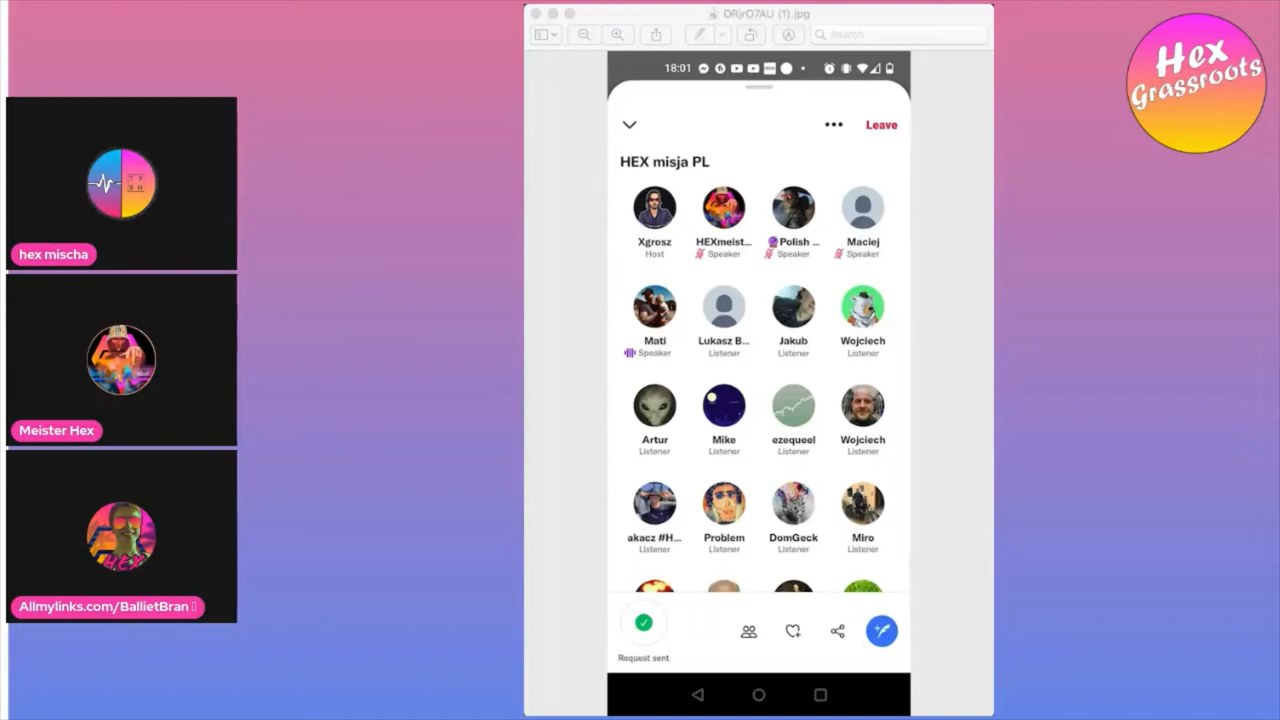 ORjrO7AU (1).jpg
Search
Hex
Grassroots
18:01
Leave
HEX misja PL
Xgrosz
Host
HEXmeist...
Speaker
Polish ...
Speaker
Maciej
Speaker
Mati
Speaker
Lukasz B...
Listener
Jakub
Listener
Wojciech
Listener
Artur
Listener
Mike
Listener
ezequeel
Listener
Wojciech
Listener
akacz #H...
Listener
Problem
Listener
DomGeck
Listener
Miro
Listener
Request sent
hex mischa
Meister Hex
HEX
Allmylinks.com/BallietBran